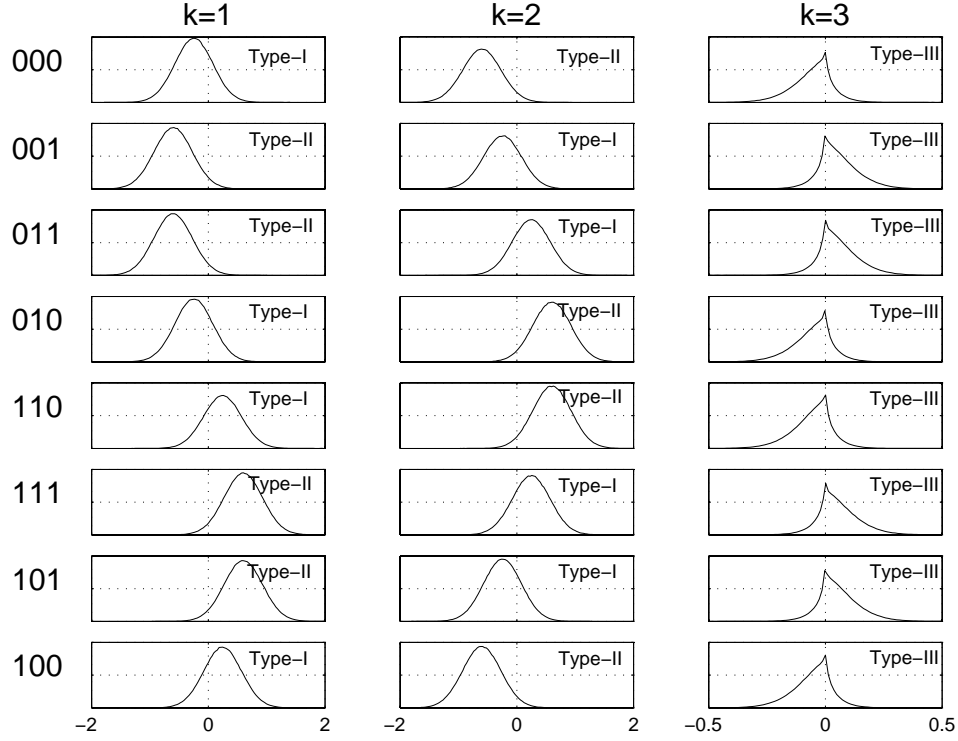 k=1 k=2 k=3
000 Type-I Type-II Type-III
001 Type-II Type-I Type-III
011 Type-II Type-I Type-III
010 Type-I Type-II Type-III
110 Type-I Type-II Type-III
111 Type-II Type-I Type-III
101 Type-II Type-I Type-III
100 Type-I Type-II Type-III
−2 0 2 −2 0 2 −0.5 0 0.5